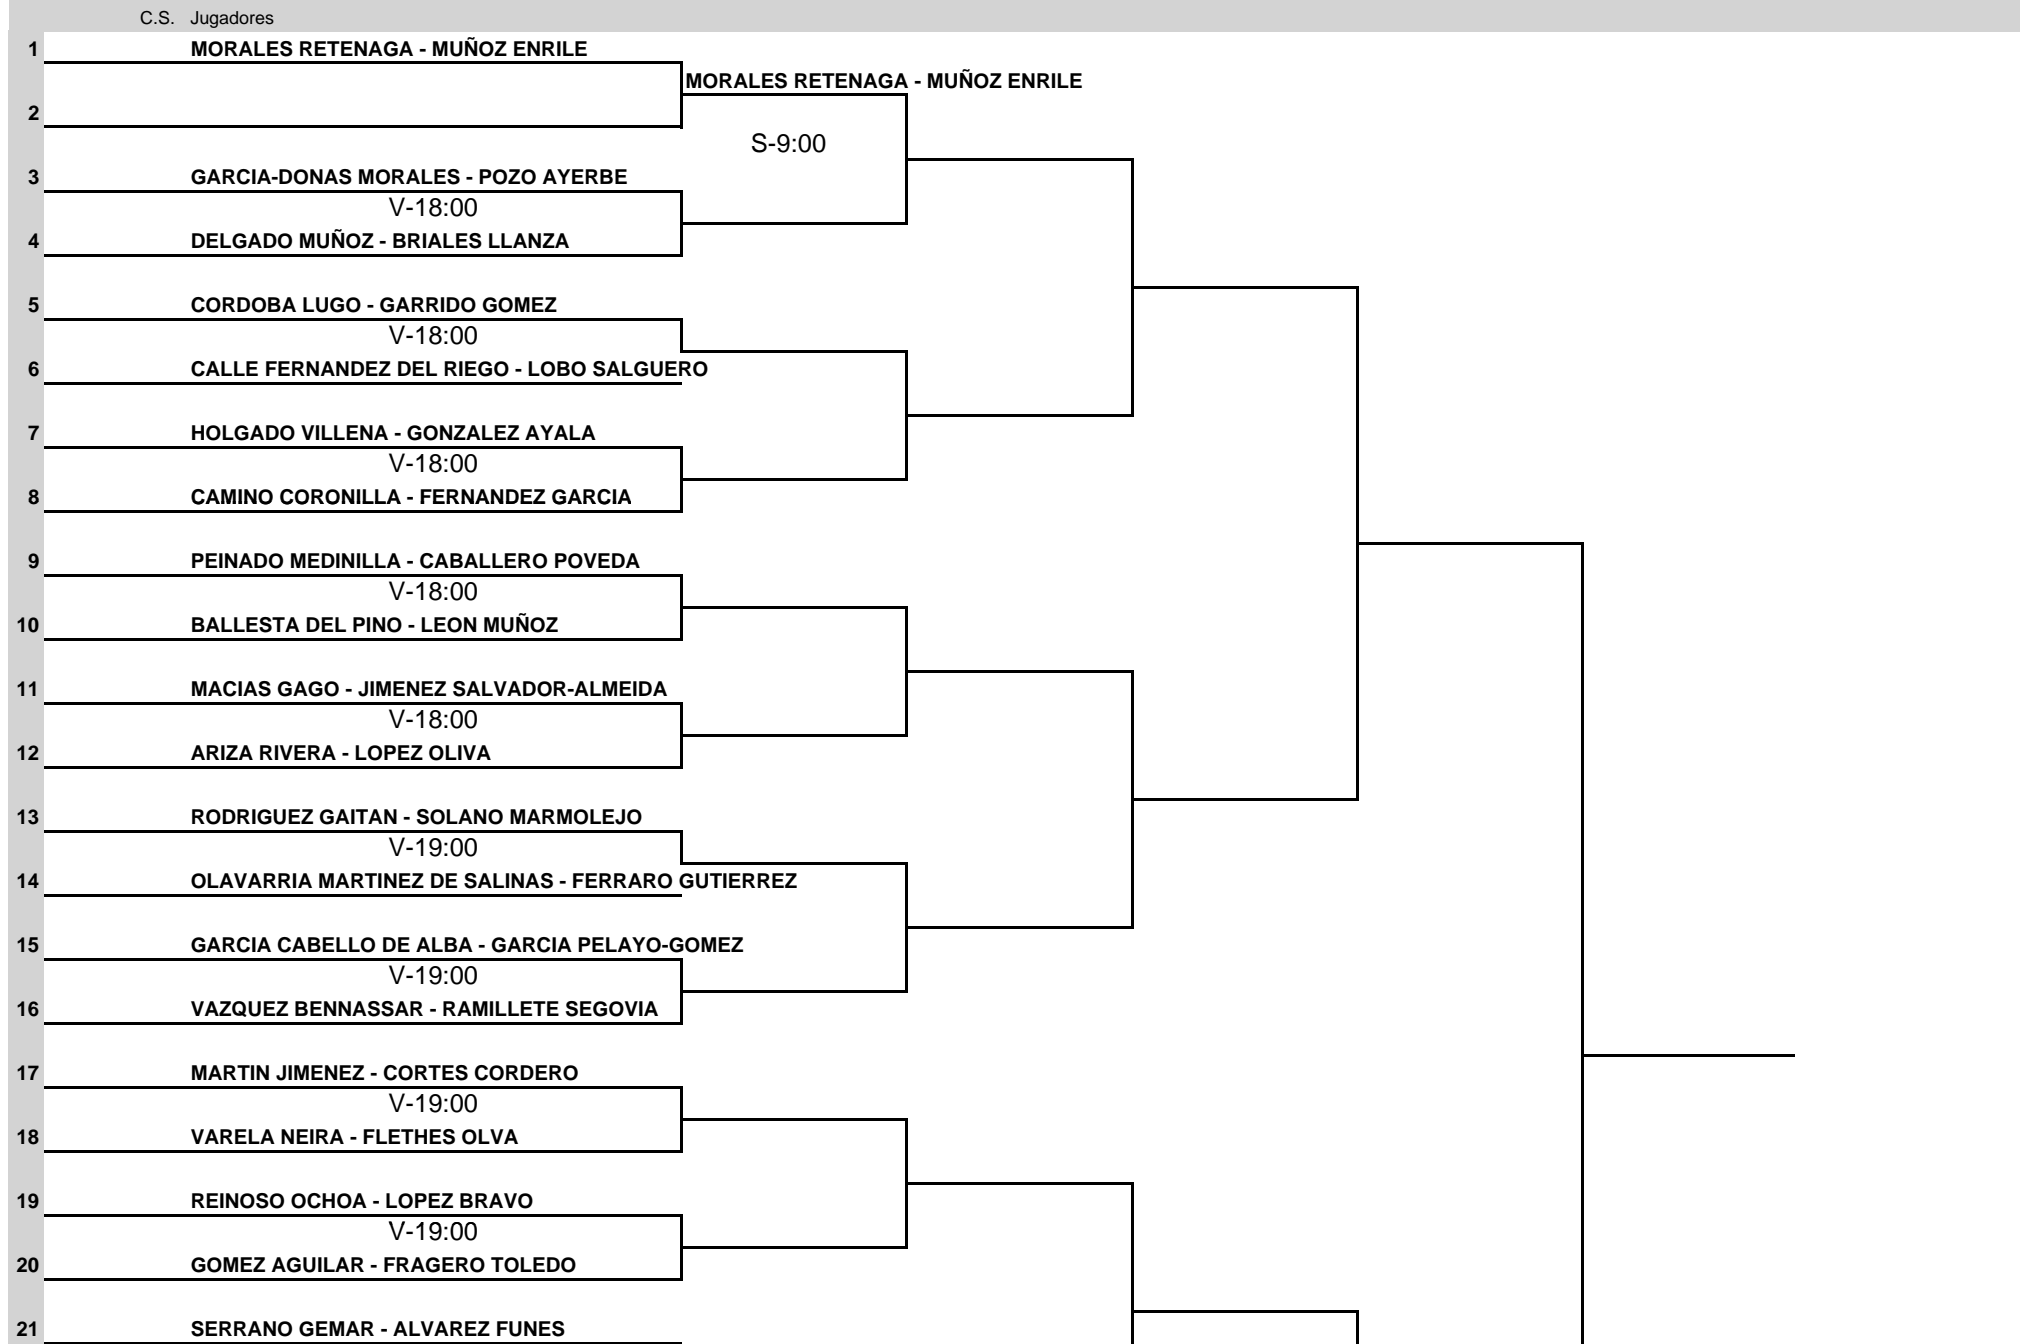 C.S. Jugadores
1 MORALES RETENAGA - MUÑOZ ENRILE
MORALES RETENAGA - MUÑOZ ENRILE
2
S-9:00
3 GARCIA-DONAS MORALES - POZO AYERBE
V-18:00
4 DELGADO MUÑOZ - BRIALES LLANZA
5 CORDOBA LUGO - GARRIDO GOMEZ
V-18:00
6 CALLE FERNANDEZ DEL RIEGO - LOBO SALGUERO
7 HOLGADO VILLENA - GONZALEZ AYALA
V-18:00
8 CAMINO CORONILLA - FERNANDEZ GARCIA
9 PEINADO MEDINILLA - CABALLERO POVEDA
V-18:00
10 BALLESTA DEL PINO - LEON MUÑOZ
11 MACIAS GAGO - JIMENEZ SALVADOR-ALMEIDA
V-18:00
12 ARIZA RIVERA - LOPEZ OLIVA
13 RODRIGUEZ GAITAN - SOLANO MARMOLEJO
V-19:00
14 OLAVARRIA MARTINEZ DE SALINAS - FERRARO GUTIERREZ
15 GARCIA CABELLO DE ALBA - GARCIA PELAYO-GOMEZ
V-19:00
16 VAZQUEZ BENNASSAR - RAMILLETE SEGOVIA
17 MARTIN JIMENEZ - CORTES CORDERO
V-19:00
18 VARELA NEIRA - FLETHES OLVA
19 REINOSO OCHOA - LOPEZ BRAVO
V-19:00
20 GOMEZ AGUILAR - FRAGERO TOLEDO
21 SERRANO GEMAR - ALVAREZ FUNES